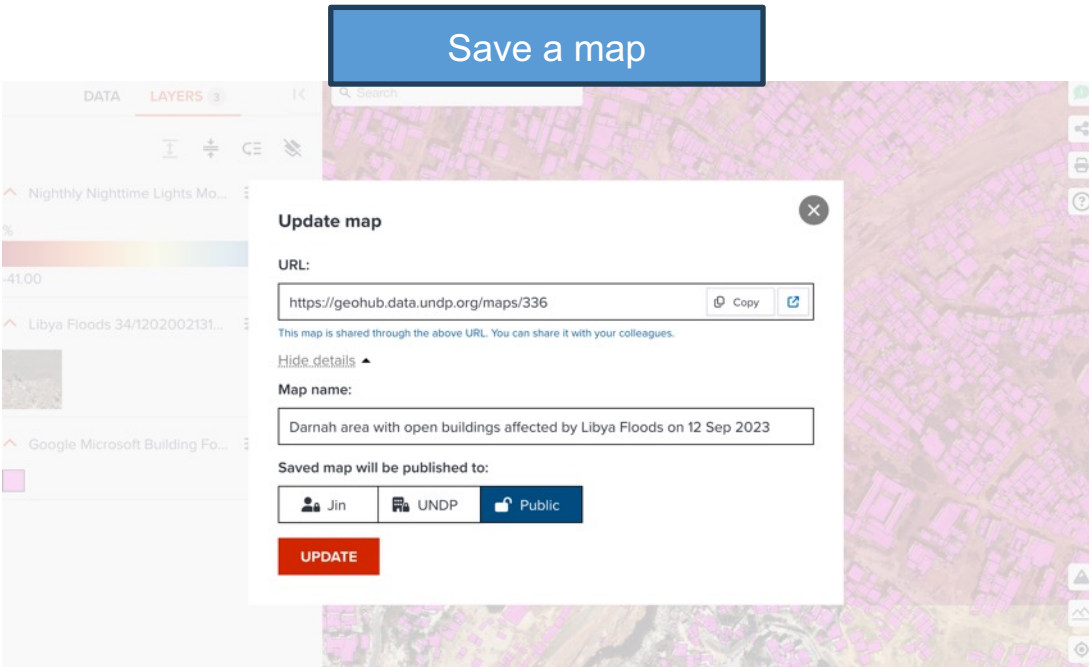 Save a map
DATA LAYERS 3
Search
Nighthly Nighttime Lights Mo...
%
-41.00
Libya Floods 34/1202002131...
Google Microsoft Building Fo...
Update map
URL:
https://geohub.data.undp.org/maps/336 Copy
This map is shared through the above URL. You can share it with your colleagues.
Hide details
Map name:
Darnah area with open buildings affected by Libya Floods on 12 Sep 2023
Saved map will be published to:
Jin UNDP Public
UPDATE